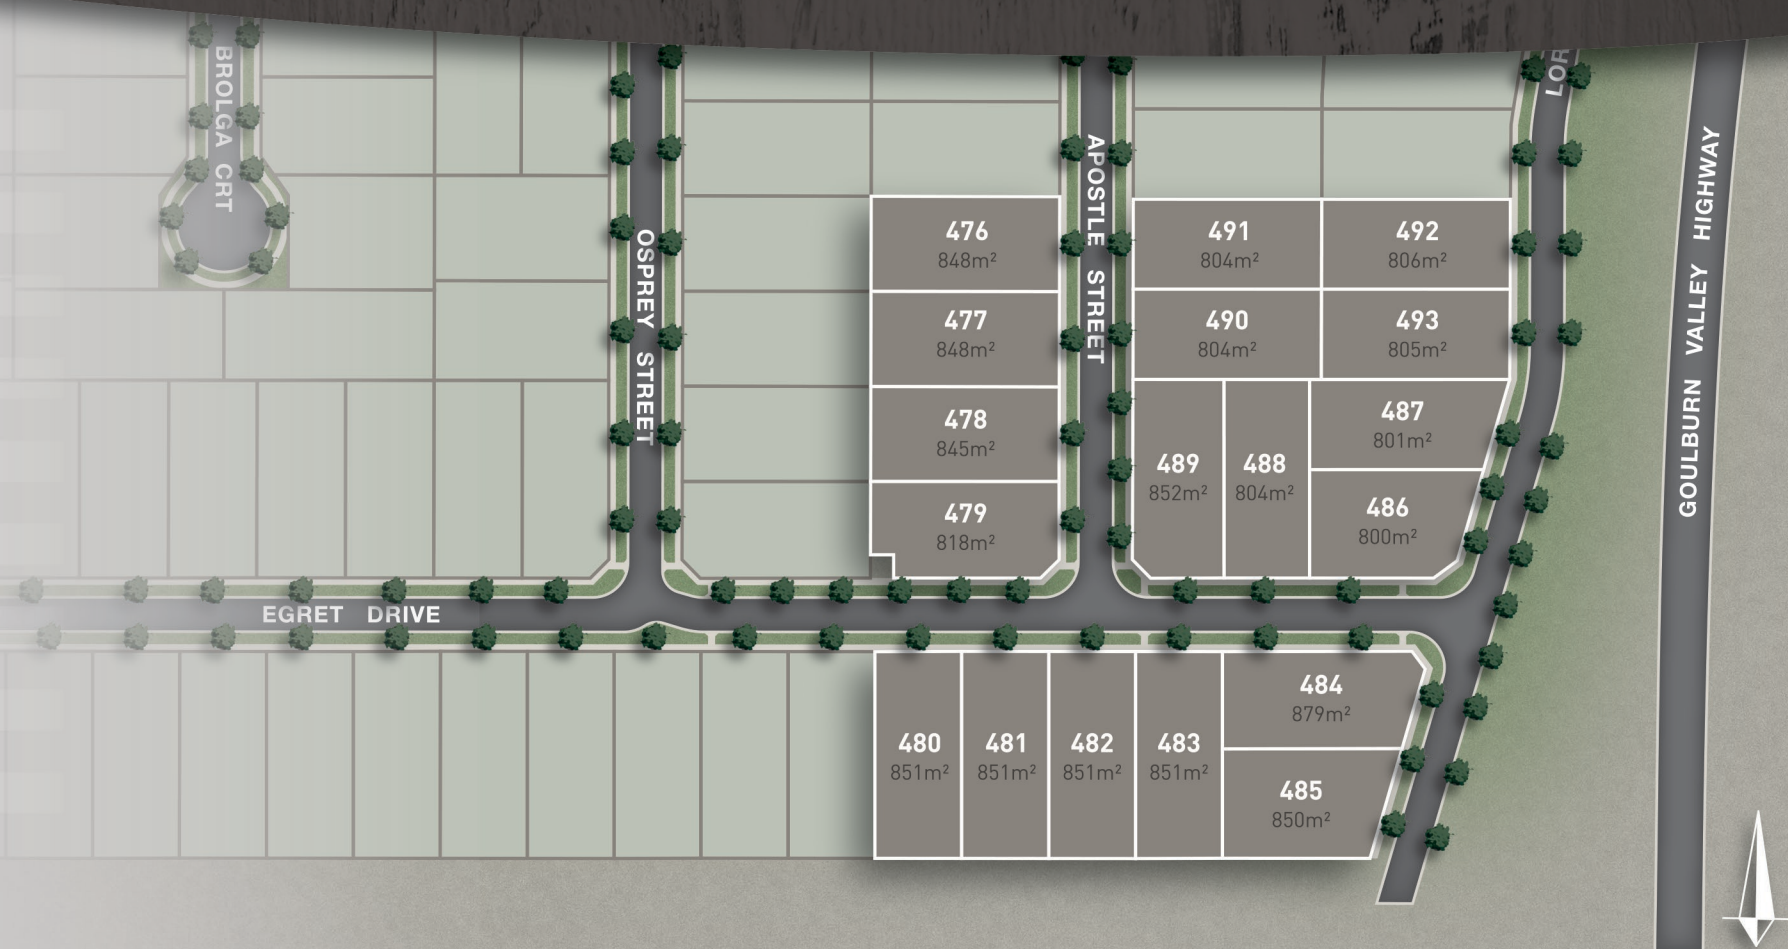 BROLGA CRT
OSPREY STREET
APOSTLE STREET
LOR
GOULBURN VALLEY HIGHWAY
EGRET DRIVE
476
848m²
477
848m²
478
845m²
479
818m²
491
804m²
492
806m²
490
804m²
493
805m²
489
852m²
488
804m²
487
801m²
486
800m²
480
851m²
481
851m²
482
851m²
483
851m²
484
879m²
485
850m²